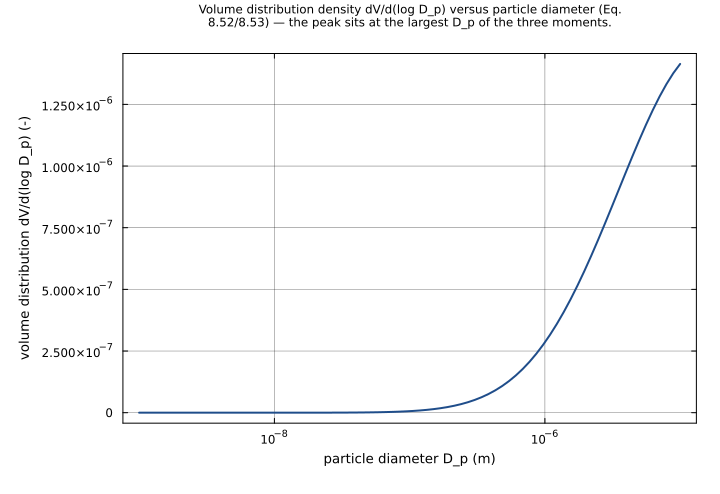 Volume distribution density dV/d(log D_p) versus particle diameter (Eq.
8.52/8.53) — the peak sits at the largest D_p of the three moments.
volume distribution dV/d(log D_p) (-)
1.250×10⁻⁶
1.000×10⁻⁶
7.500×10⁻⁷
5.000×10⁻⁷
2.500×10⁻⁷
0
10⁻⁸
10⁻⁶
particle diameter D_p (m)